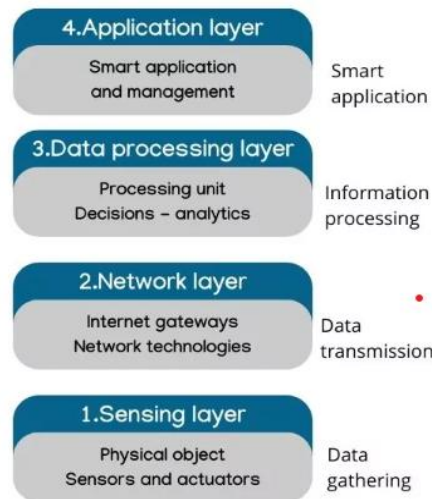 4.Application layer
Smart application
and management
Smart
application
3.Data processing layer
Processing unit
Decisions – analytics
Information
processing
2.Network layer
Internet gateways
Network technologies
Data
transmission
1.Sensing layer
Physical object
Sensors and actuators
Data
gathering